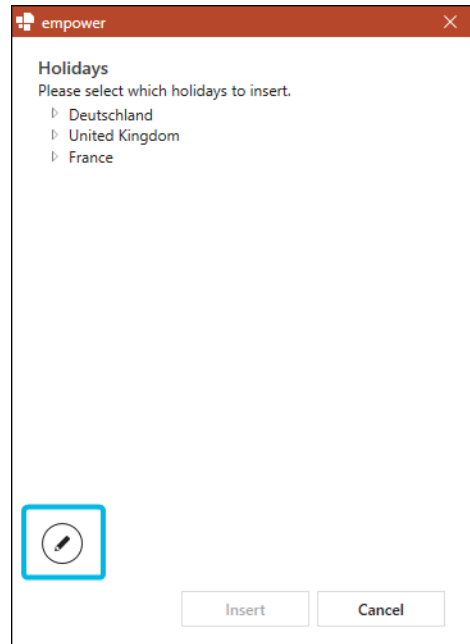 empower
Holidays
Please select which holidays to insert.
Deutschland
United Kingdom
France
Insert
Cancel